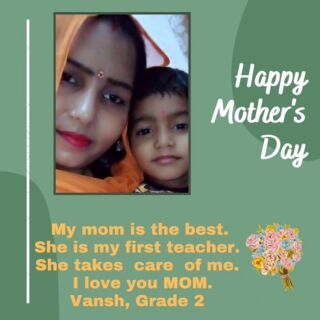 Happy
Mother's
Day
My mom is the best.
She is my first teacher.
She takes care of me.
I love you MOM.
Vansh, Grade 2